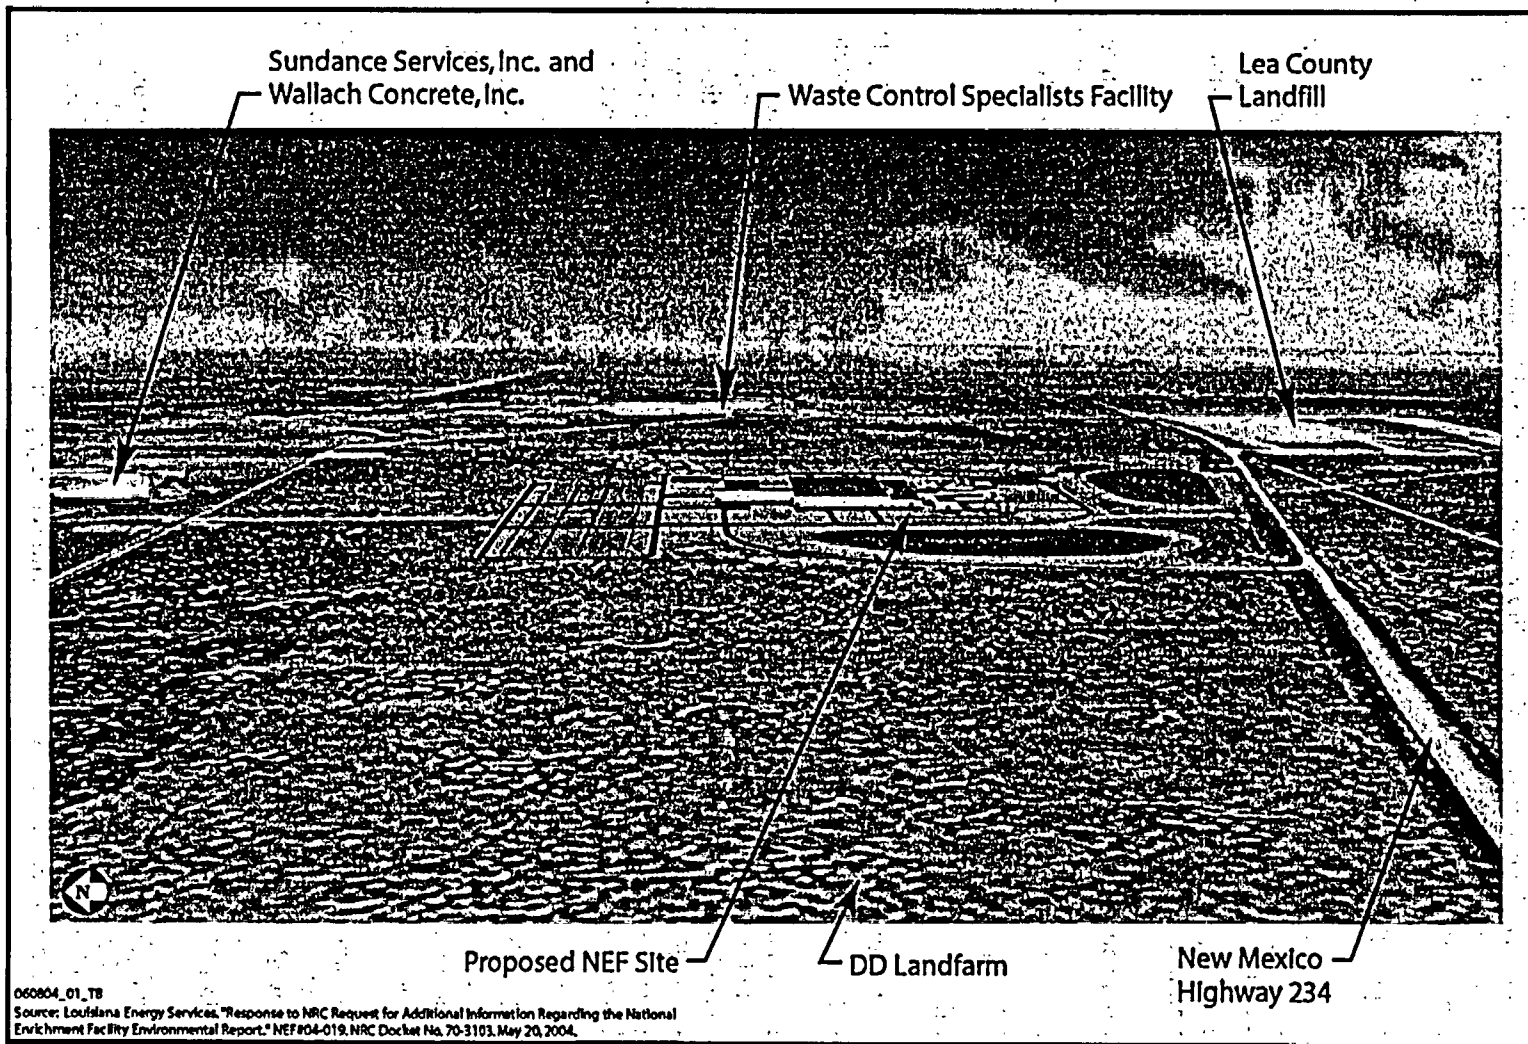 Sundance Services, Inc. and
Wallach Concrete, Inc.
Waste Control Specialists Facility
Lea County
Landfill
N
Proposed NEF Site
DD Landfarm
New Mexico
Highway 234
060804_01_TB
Source: Louisiana Energy Services, "Response to NRC Request for Additional Information Regarding the National
Enrichment Facility Environmental Report." NEF#04-019. NRC Docket No. 70-3103. May 20, 2004.